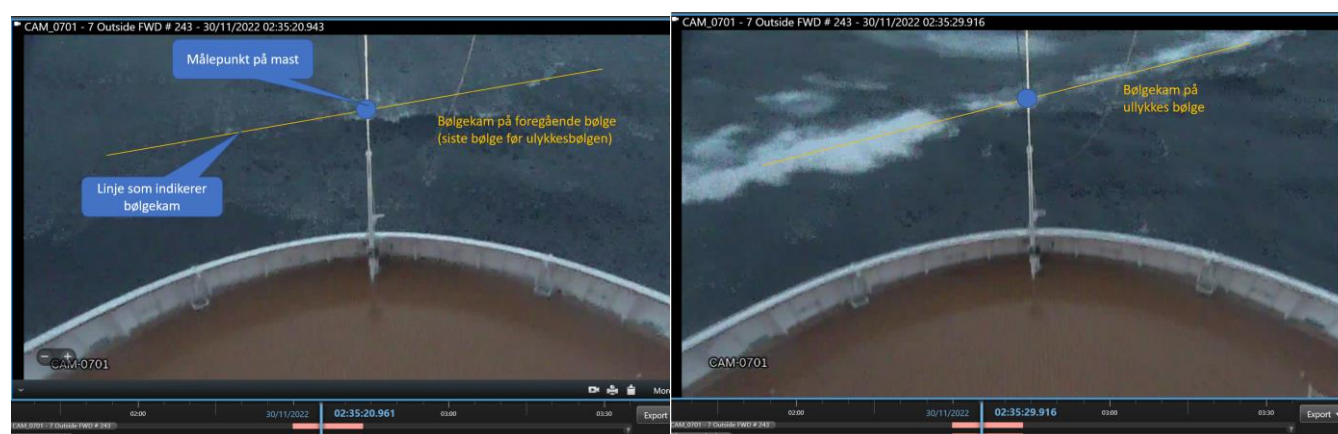 CAM_0701 - 7 Outside FWD # 243 - 30/11/2022 02:35:20.943
Målepunkt på mast
Bølgekam på foregående bølge
(siste bølge før ulykkesbølgen)
Linje som indikerer
bølgekam
CAM-0701
More
02:00
30/11/2022
02:35:20.961
03:00
03:30
Export
CAM_0701 - 7 Outside FWD # 243
?
CAM_0701 - 7 Outside FWD # 243 - 30/11/2022 02:35:29.916
Bølgekam på
ullykkes bølge
CAM-0701
02:00
30/11/2022
02:35:29.916
03:00
03:30
Export
CAM_0701 - 7 Outside FWD # 243
?